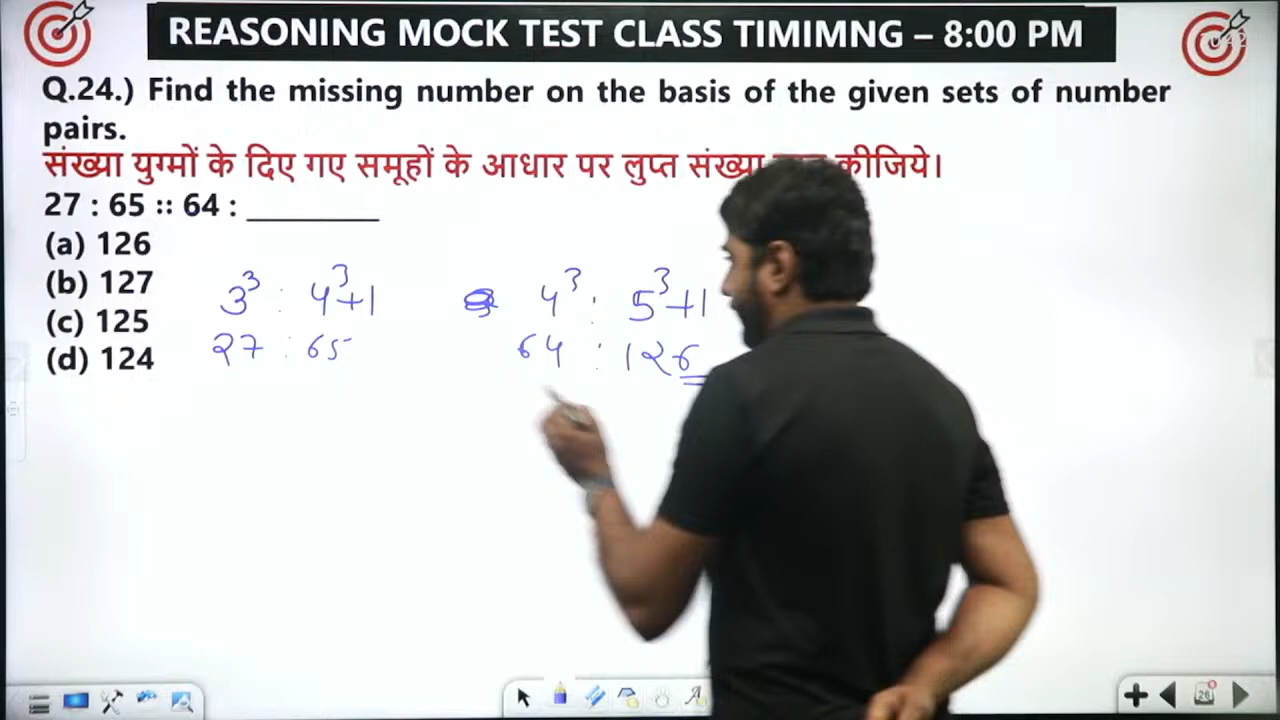 REASONING MOCK TEST CLASS TIMIMNG – 8:00 PM
Q.24.) Find the missing number on the basis of the given sets of number
pairs.
संख्या युग्मों के दिए गए समूहों के आधार पर लुप्त संख्या कीजिये।
27 : 65 :: 64 : ________
(a) 126
(b) 127
(c) 125
(d) 124
3³ : 4³+1
27 : 65
4³ : 5³+1
64 : 126
26